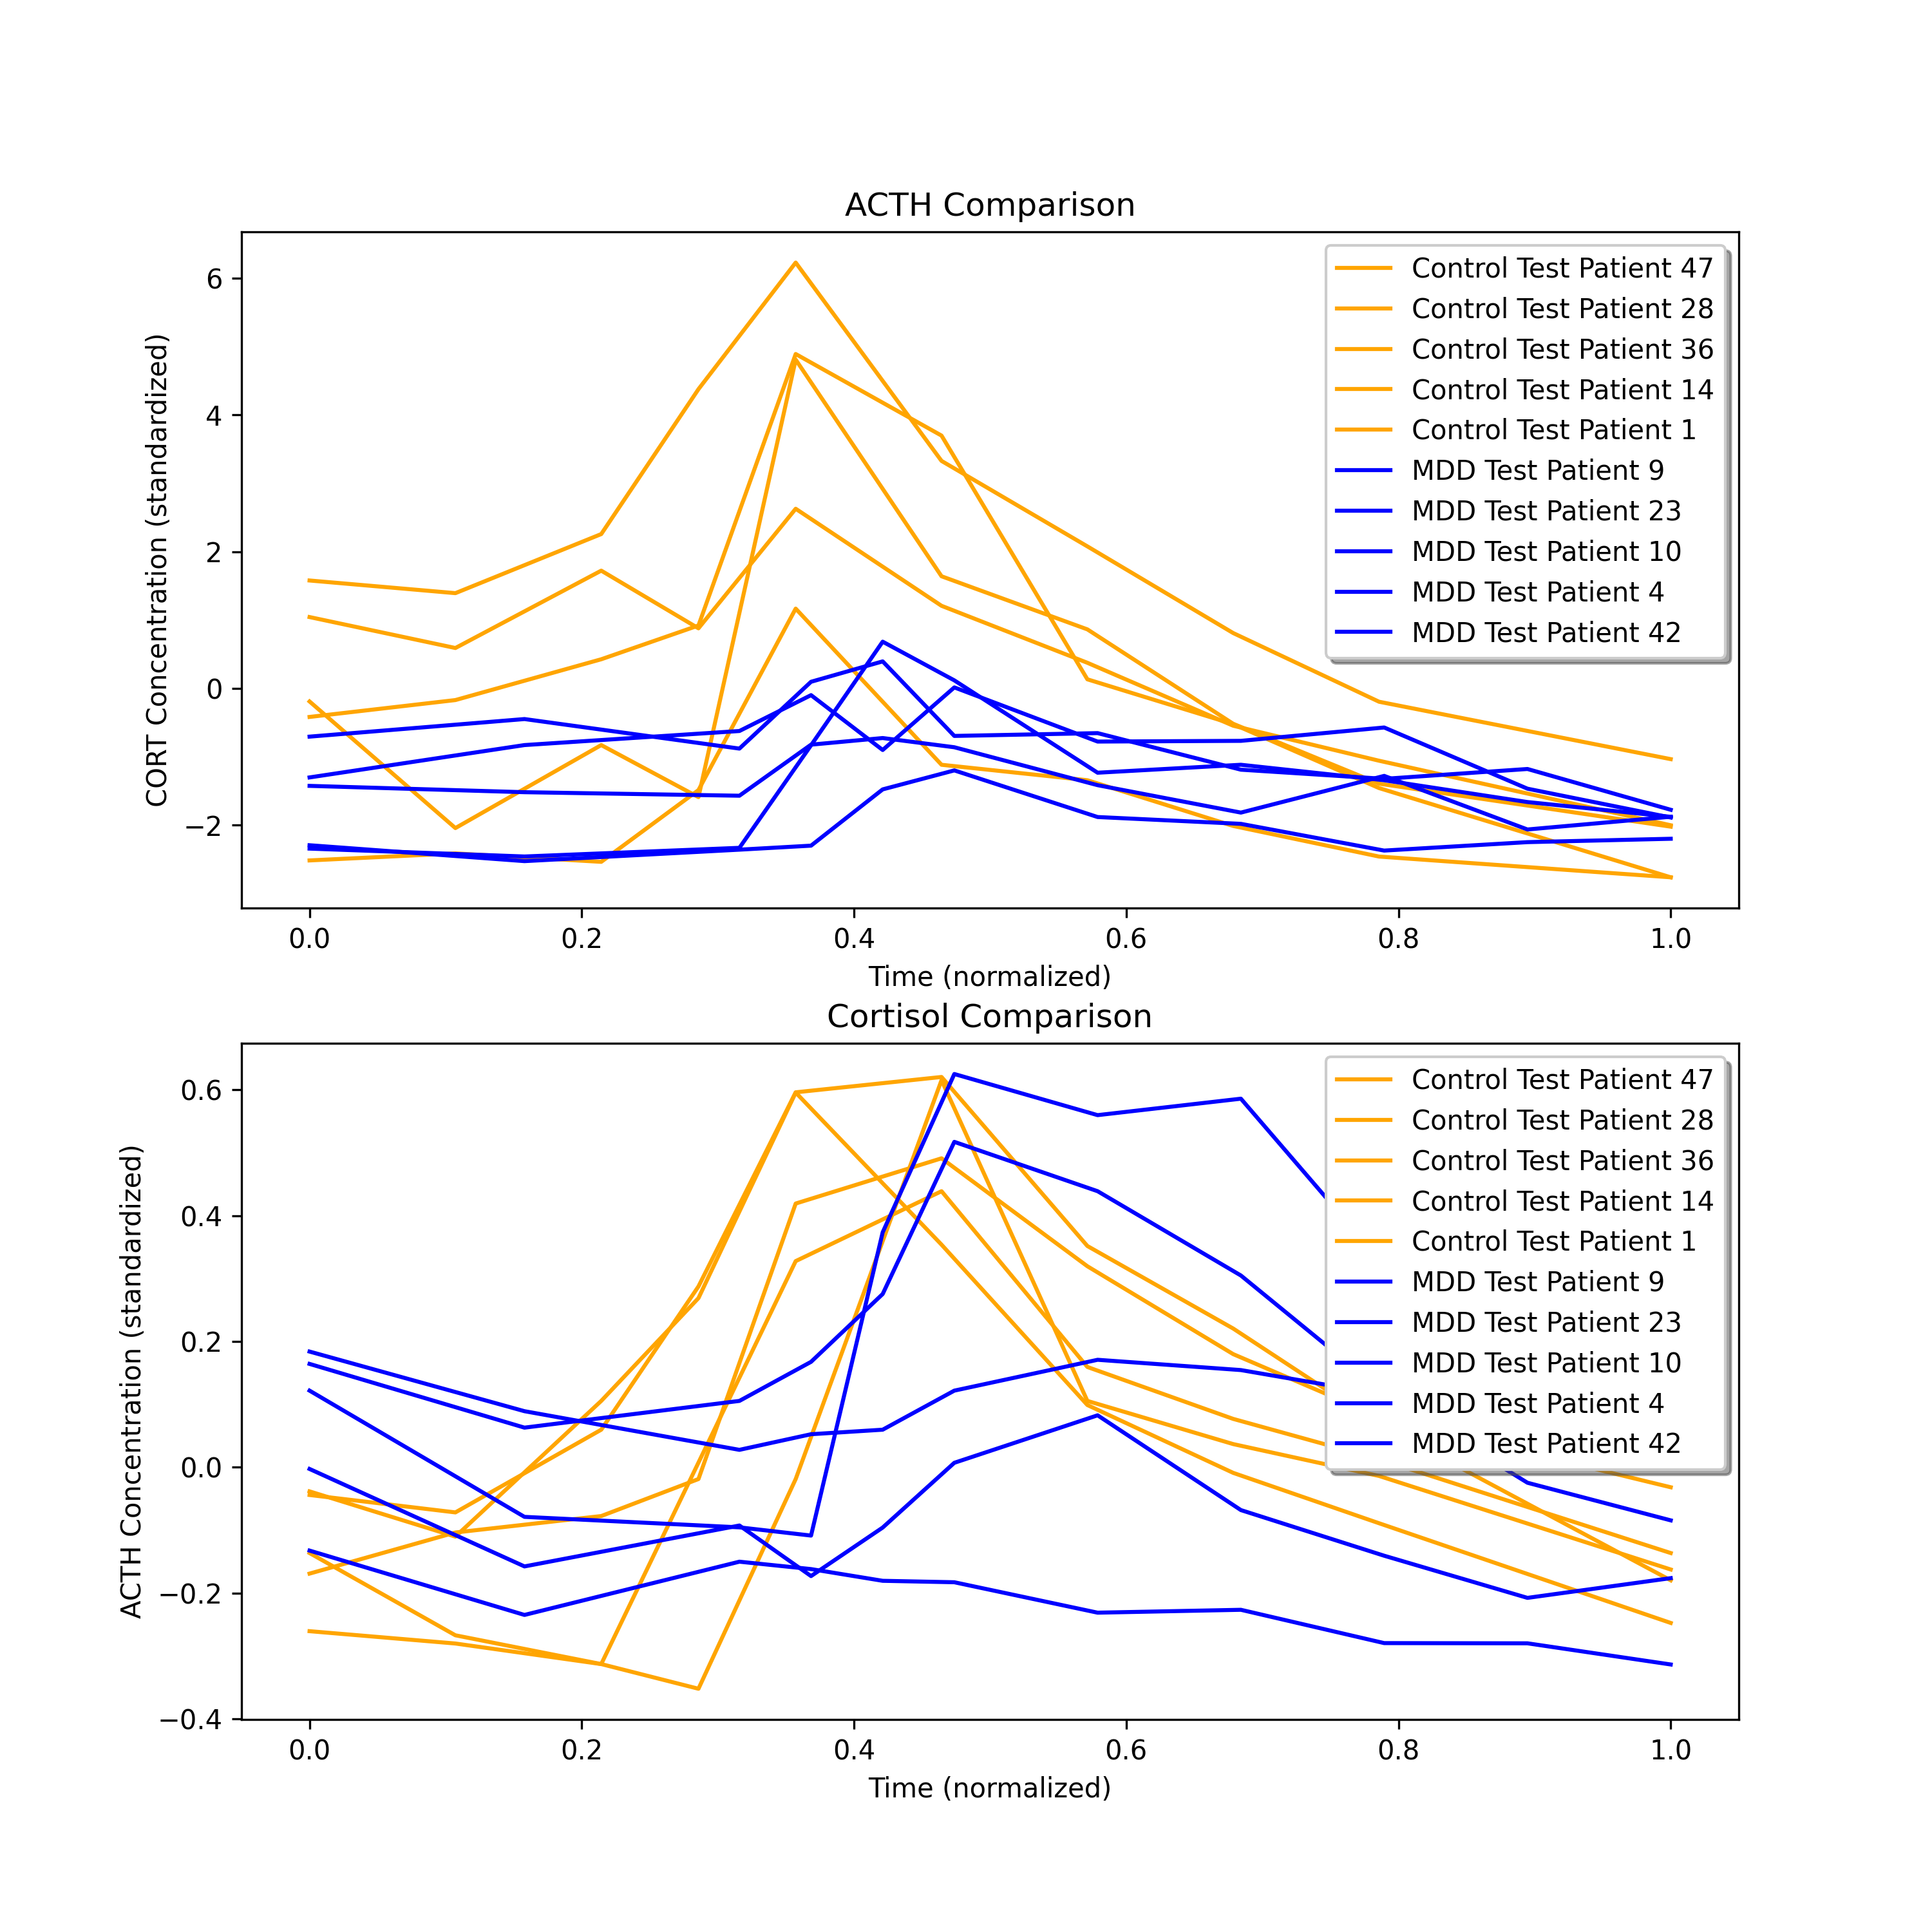 ACTH Comparison
CORT Concentration (standardized)
6
4
2
0
−2
Control Test Patient 47
Control Test Patient 28
Control Test Patient 36
Control Test Patient 14
Control Test Patient 1
MDD Test Patient 9
MDD Test Patient 23
MDD Test Patient 10
MDD Test Patient 4
MDD Test Patient 42
0.0 0.2 0.4 0.6 0.8 1.0
Time (normalized)
Cortisol Comparison
ACTH Concentration (standardized)
0.6
0.4
0.2
0.0
−0.2
−0.4
Control Test Patient 47
Control Test Patient 28
Control Test Patient 36
Control Test Patient 14
Control Test Patient 1
MDD Test Patient 9
MDD Test Patient 23
MDD Test Patient 10
MDD Test Patient 4
MDD Test Patient 42
0.0 0.2 0.4 0.6 0.8 1.0
Time (normalized)